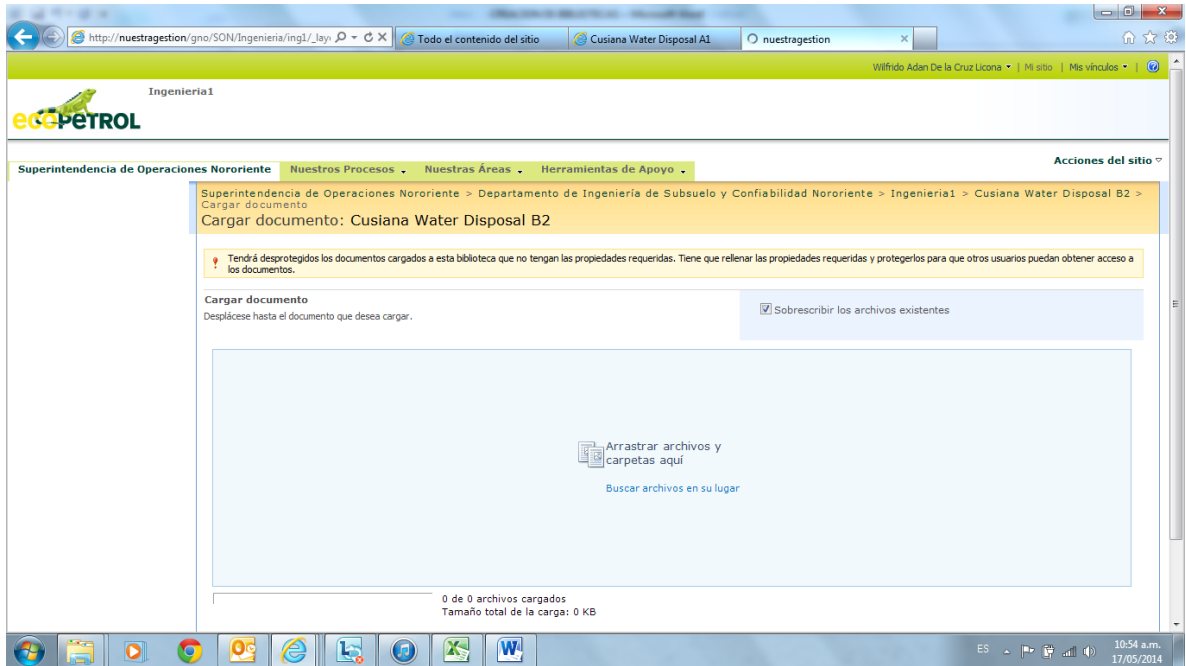 http://nuestragestion/gno/SON/Ingenieria/ing1/_lay
Todo el contenido del sitio
Cusiana Water Disposal A1
nuestragestion
Wilfrido Adan De la Cruz Licona | Mi sitio | Mis vínculos |
Ingenieria1
ecopetrol
Acciones del sitio
Superintendencia de Operaciones Nororiente Nuestros Procesos Nuestras Áreas Herramientas de Apoyo
Superintendencia de Operaciones Nororiente > Departamento de Ingeniería de Subsuelo y Confiabilidad Nororiente > Ingenieria1 > Cusiana Water Disposal B2 >
Cargar documento
Cargar documento: Cusiana Water Disposal B2
Tendrá desprotegidos los documentos cargados a esta biblioteca que no tengan las propiedades requeridas. Tiene que rellenar las propiedades requeridas y protegerlos para que otros usuarios puedan obtener acceso a
los documentos.
Cargar documento
Desplácese hasta el documento que desea cargar.
Sobrescribir los archivos existentes
Arrastrar archivos y
carpetas aquí
Buscar archivos en su lugar
0 de 0 archivos cargados
Tamaño total de la carga: 0 KB
ES
10:54 a.m.
17/05/2014